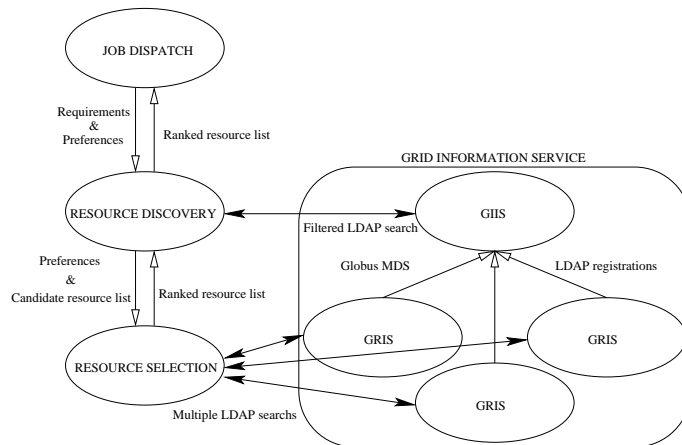 JOB DISPATCH
Requirements
&
Preferences
Ranked resource list
GRID INFORMATION SERVICE
RESOURCE DISCOVERY
GIIS
Filtered LDAP search
Preferences
&
Candidate resource list
Ranked resource list
Globus MDS
LDAP registrations
GRIS
GRIS
RESOURCE SELECTION
GRIS
Multiple LDAP searchs